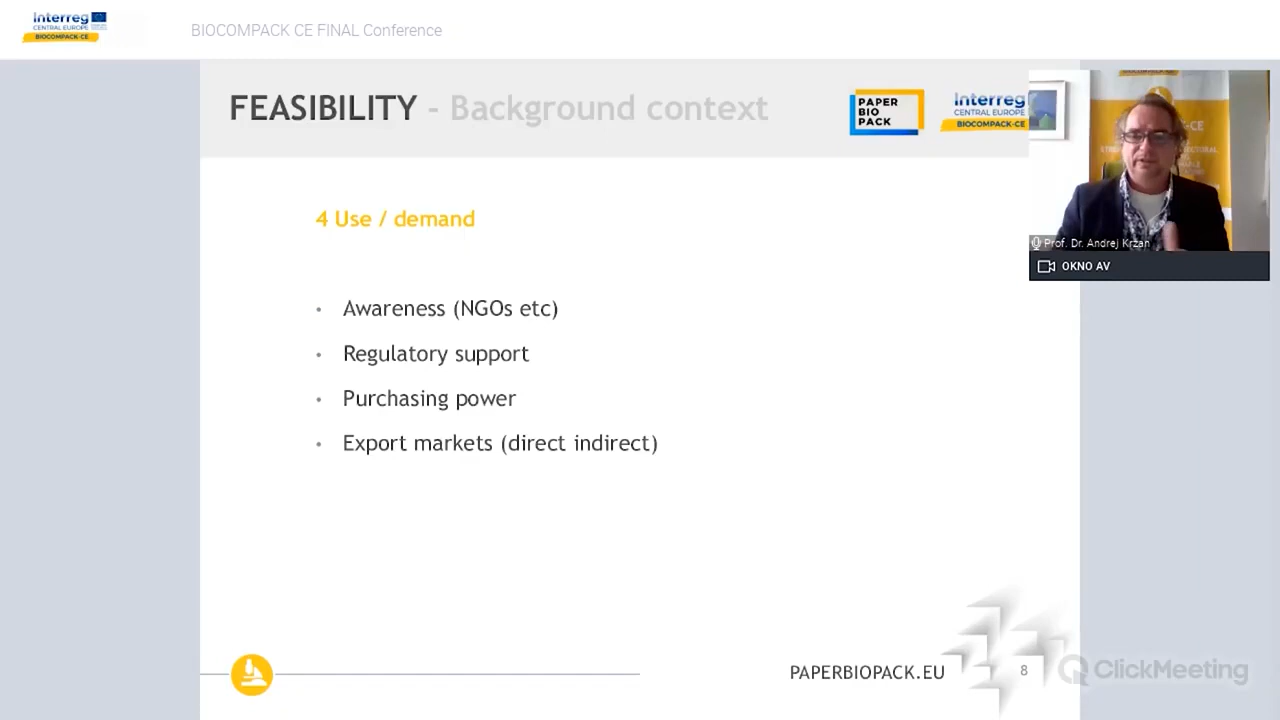 Interreg
CENTRAL EUROPE
BIOCOMPACK-CE
BIOCOMPACK CE FINAL Conference
FEASIBILITY - Background context
PAPER
BIO
PACK
Interreg
CENTRAL EUROPE
BIOCOMPACK-CE
4 Use / demand
• Awareness (NGOs etc)
• Regulatory support
• Purchasing power
• Export markets (direct indirect)
Prof. Dr. Andrej Kržan
OKNO AV
PAPERBIOPACK.EU
8
ClickMeeting